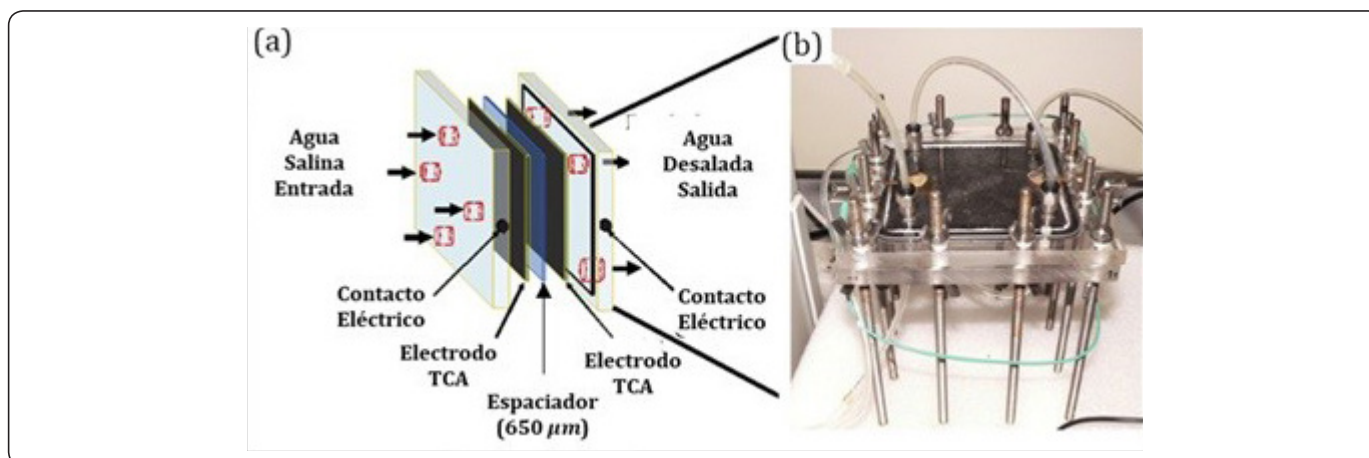 (a)
(b)
Agua
Salina
Entrada
Agua
Desalada
Salida
Contacto
Eléctrico
Contacto
Eléctrico
Electrodo
TCA
Electrodo
TCA
Espaciador
(650 μm)